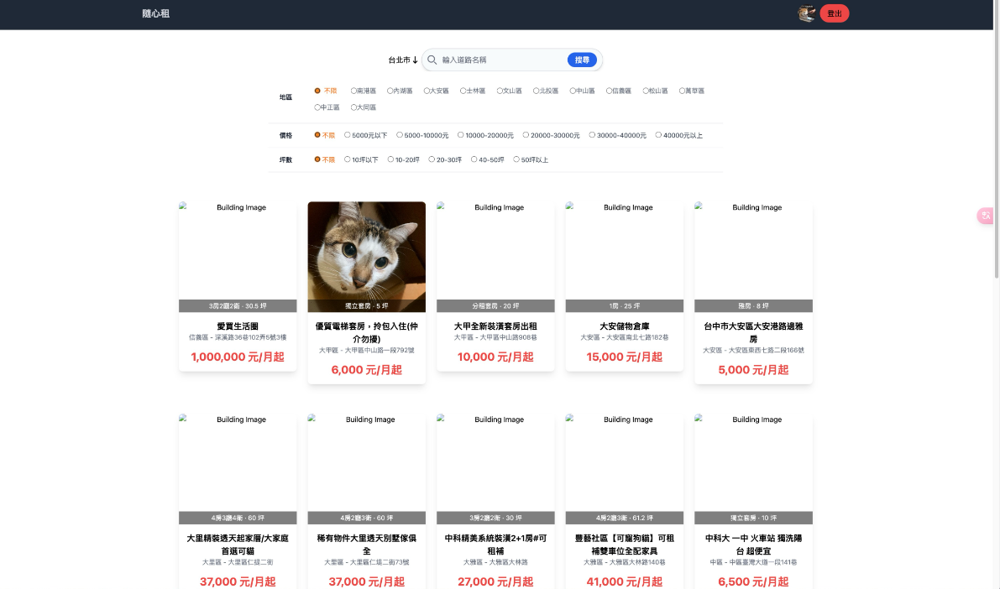 隨心租
登出
台北市↓ 輸入道路名稱 搜尋
地區 不限 南港區 內湖區 大安區 士林區 文山區 北投區 中山區 信義區 松山區 萬華區
中正區 大同區
價格 不限 5000元以下 5000-10000元 10000-20000元 20000-30000元 30000-40000元 40000元以上
坪數 不限 10坪以下 10-20坪 20-30坪 40-50坪 50坪以上
Building Image
3房2廳2衛 · 30.5 坪
愛買生活圈
信義區 - 深溪路36巷102弄5號3樓
1,000,000 元/月起
獨立套房 · 5 坪
優質電梯套房，拎包入住(仲
介勿擾)
大甲區 - 大甲區中山路一段792號
6,000 元/月起
Building Image
分租套房 · 20 坪
大甲全新裝潢套房出租
大甲區 - 大甲區中山路908巷
10,000 元/月起
Building Image
1房 · 25 坪
大安儲物倉庫
大安區 - 大安區南北七路182巷
15,000 元/月起
Building Image
雅房 · 8 坪
台中市大安區大安港路邊雅
房
大安區 - 大安區東西七路二段166號
5,000 元/月起
Building Image
4房3廳4衛 · 60 坪
大里精裝透天起家厝/大家庭
首選可貓
大里區 - 大里區仁提二街
37,000 元/月起
Building Image
4房2廳3衛 · 60 坪
稀有物件大里透天別墅傢俱
全
大里區 - 大里區仁堤二街73號
37,000 元/月起
Building Image
3房2廳2衛 · 30 坪
中科精美系統裝潢2+1房#可
租補
大雅區 - 大雅區大林路
27,000 元/月起
Building Image
4房2廳3衛 · 61.2 坪
豐藝社區【可寵狗貓】可租
補雙車位全配家具
大雅區 - 大雅區大林路140巷
41,000 元/月起
Building Image
獨立套房 · 10 坪
中科大 一中 火車站 獨洗陽
台 超便宜
中區 - 中區臺灣大道一段141巷
6,500 元/月起